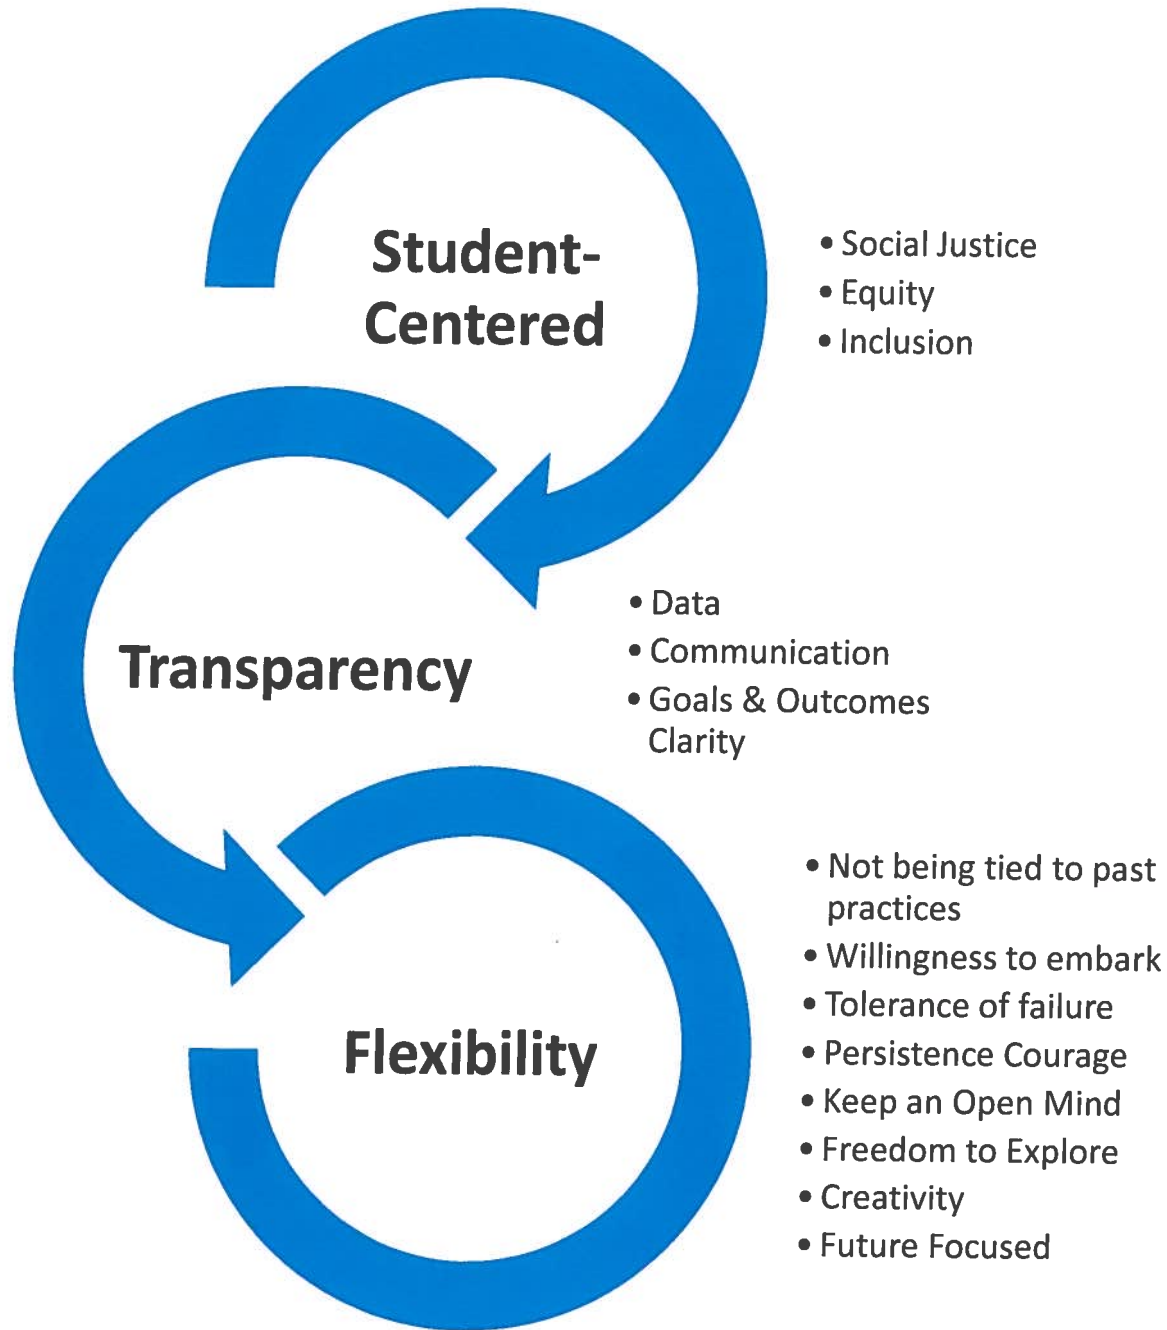 Student-
Centered
• Social Justice
• Equity
• Inclusion
Transparency
• Data
• Communication
• Goals & Outcomes
Clarity
Flexibility
• Not being tied to past
practices
• Willingness to embark
• Tolerance of failure
• Persistence Courage
• Keep an Open Mind
• Freedom to Explore
• Creativity
• Future Focused